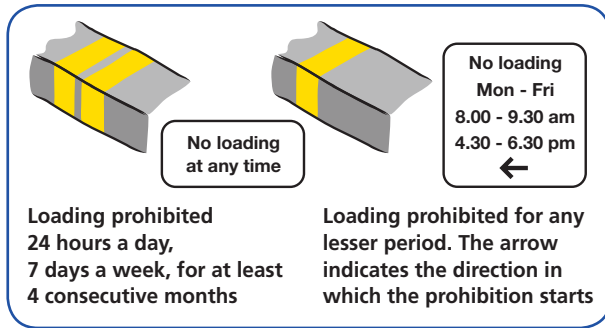 No loading
at any time
Loading prohibited
24 hours a day,
7 days a week, for at least
4 consecutive months
No loading
Mon - Fri
8.00 - 9.30 am
4.30 - 6.30 pm
←
Loading prohibited for any
lesser period. The arrow
indicates the direction in
which the prohibition starts